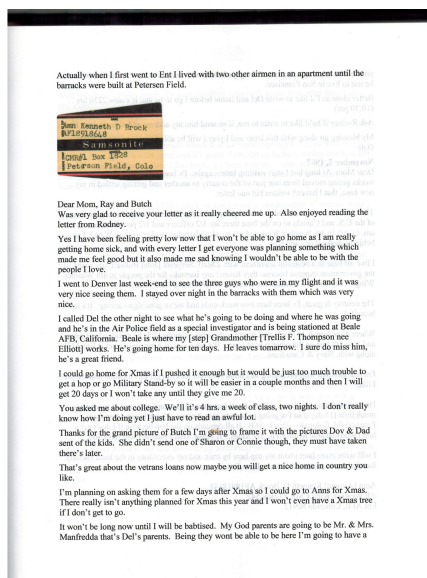 Actually when I first went to Ent I lived with two other airmen in an apartment until the
barracks were built at Petersen Field.
Kenneth D Brock
AF18918648
Samsonite
CMR#1 Box 1828
Peterson Field, Colo
Dear Mom, Ray and Butch
Was very glad to receive your letter as it really cheered me up. Also enjoyed reading the
letter from Rodney.
Yes I have been feeling pretty low now that I won't be able to go home as I am really
getting home sick, and with every letter I get everyone was planning something which
made me feel good but it also made me sad knowing I wouldn't be able to be with the
people I love.
I went to Denver last week-end to see the three guys who were in my flight and it was
very nice seeing them. I stayed over night in the barracks with them which was very
nice.
I called Del the other night to see what he's going to be doing and where he was going
and he's in the Air Police field as a special investigator and is being stationed at Beale
AFB, California. Beale is where my [step] Grandmother [Trellis F. Thompson nee
Elliott] works. He's going home for ten days. He leaves tomarrow. I sure do miss him,
he's a great friend.
I could go home for Xmas if I pushed it enough but it would be just too much trouble to
get a hop or go Military Stand-by so it will be easier in a couple months and then I will
get 20 days or I won't take any until they give me 20.
You asked me about college. We'll it's 4 hrs. a week of class, two nights. I don't really
know how I'm doing yet I just have to read an awful lot.
Thanks for the grand picture of Butch I'm going to frame it with the pictures Dov & Dad
sent of the kids. She didn't send one of Sharon or Connie though, they must have taken
there's later.
That's great about the vetrans loans now maybe you will get a nice home in country you
like.
I'm planning on asking them for a few days after Xmas so I could go to Anns for Xmas.
There really isn't anything planned for Xmas this year and I won't even have a Xmas tree
if I don't get to go.
It won't be long now until I will be babtised. My God parents are going to be Mr. & Mrs.
Manfredda that's Del's parents. Being they wont be able to be here I'm going to have a